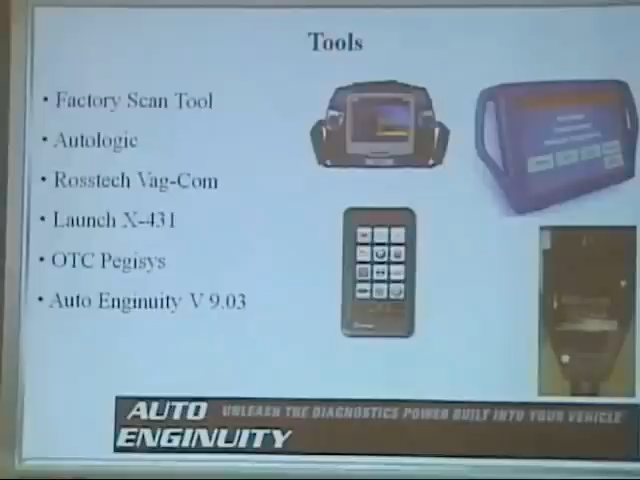 Tools
• Factory Scan Tool
• Autologic
• Rosstech Vag-Com
• Launch X-431
• OTC Pegisys
• Auto Enginuity V 9.03
AUTO ENGINUITY
UNLEASH THE DIAGNOSTICS POWER BUILT INTO YOUR VEHICLE